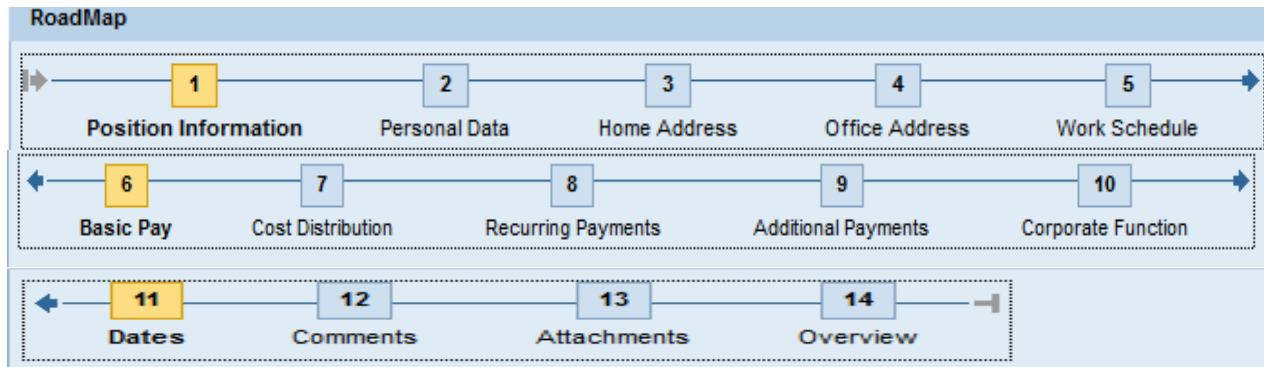 RoadMap
1 2 3 4 5
Position Information Personal Data Home Address Office Address Work Schedule
6 7 8 9 10
Basic Pay Cost Distribution Recurring Payments Additional Payments Corporate Function
11 12 13 14
Dates Comments Attachments Overview